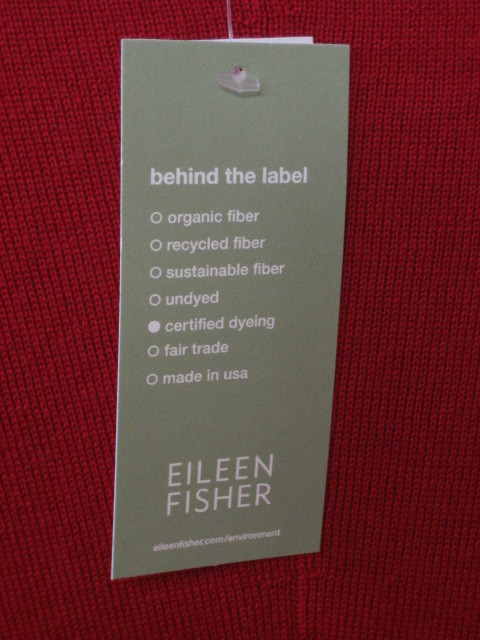 behind the label
organic fiber
recycled fiber
sustainable fiber
undyed
certified dyeing
fair trade
made in usa
EILEEN
FISHER
eileenfisher.com/environment